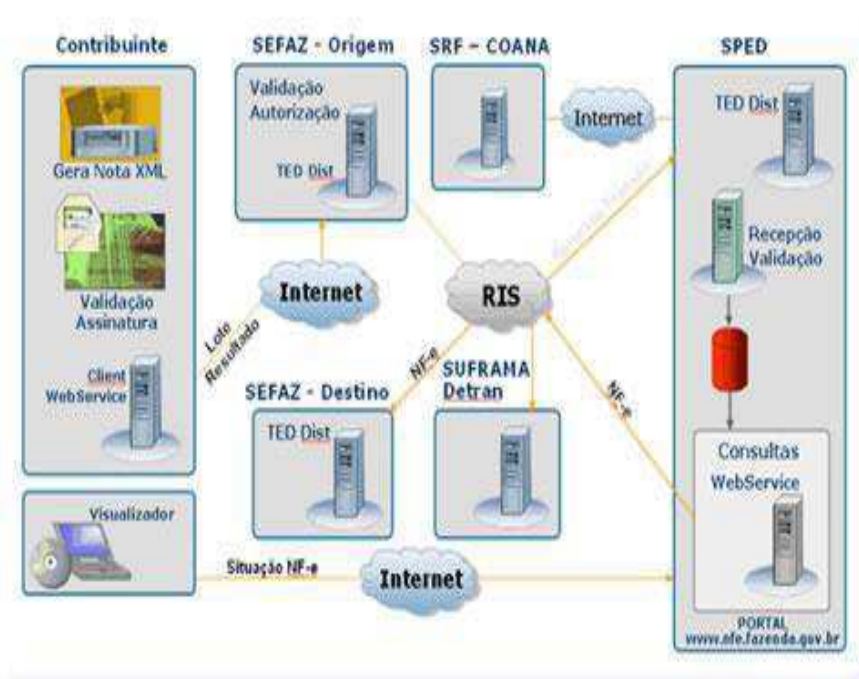 Contribuinte
Gera Nota XML
Validação
Assinatura
Client
WebService
Visualizador
Lote
Resultado
Situação NF-e
SEFAZ - Origem
Validação
Autorização
TED Dist
Internet
SRF - COANA
Internet
RIS
NF-e
SEFAZ - Destino
TED Dist
SUFRAMA
Detran
NF-e
Internet
SPED
TED Dist
Recepção
Validação
Consultas
WebService
PORTAL
www.nfe.fazenda.gov.br